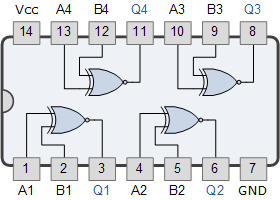 Vcc A4 B4 Q4 A3 B3 Q3
14 13 12 11 10 9 8
1 2 3 4 5 6 7
A1 B1 Q1 A2 B2 Q2 GND